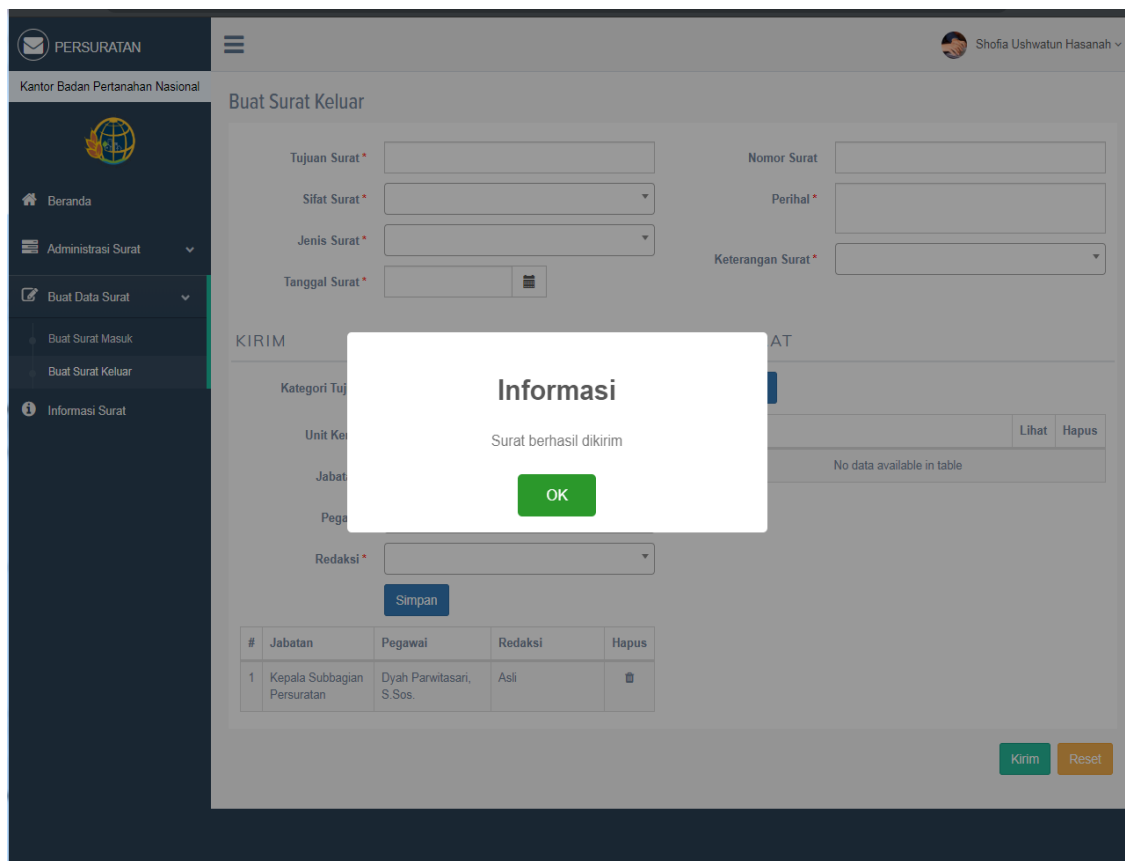 PERSURATAN
Shofia Ushwatun Hasanah
Kantor Badan Pertanahan Nasional
Beranda
Administrasi Surat
Buat Data Surat
Buat Surat Masuk
Buat Surat Keluar
Informasi Surat
Buat Surat Keluar
Tujuan Surat *
Sifat Surat *
Jenis Surat *
Tanggal Surat *
Nomor Surat
Perihal *
Keterangan Surat *
KIRIM
AT
Kategori Tuj
Unit Ke
Jabat
Pega
Redaksi *
Simpan
Informasi
Surat berhasil dikirim
OK
Lihat Hapus
No data available in table
# Jabatan Pegawai Redaksi Hapus
1 Kepala Subbagian Dyah Parwitasari, Asli
Persuratan S.Sos.
Kirim Reset